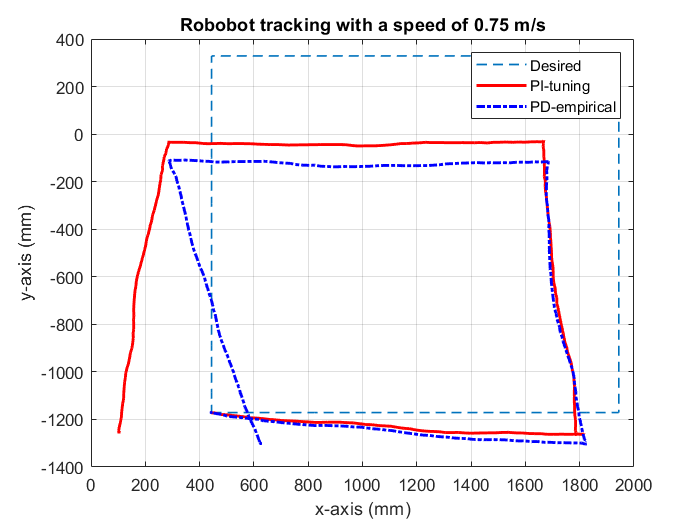 Robobot tracking with a speed of 0.75 m/s
400
200
0
-200
-400
-600
-800
-1000
-1200
-1400
y-axis (mm)
Desired
PI-tuning
PD-empirical
0 200 400 600 800 1000 1200 1400 1600 1800 2000
x-axis (mm)